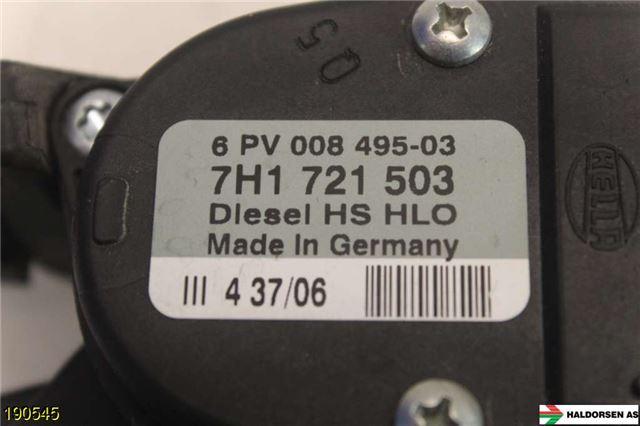 Q5
6 PV 008 495-03
7H1 721 503
Diesel HS HLO
Made In Germany
III 4 37/06
HELLA
190545
HALDORSEN AS